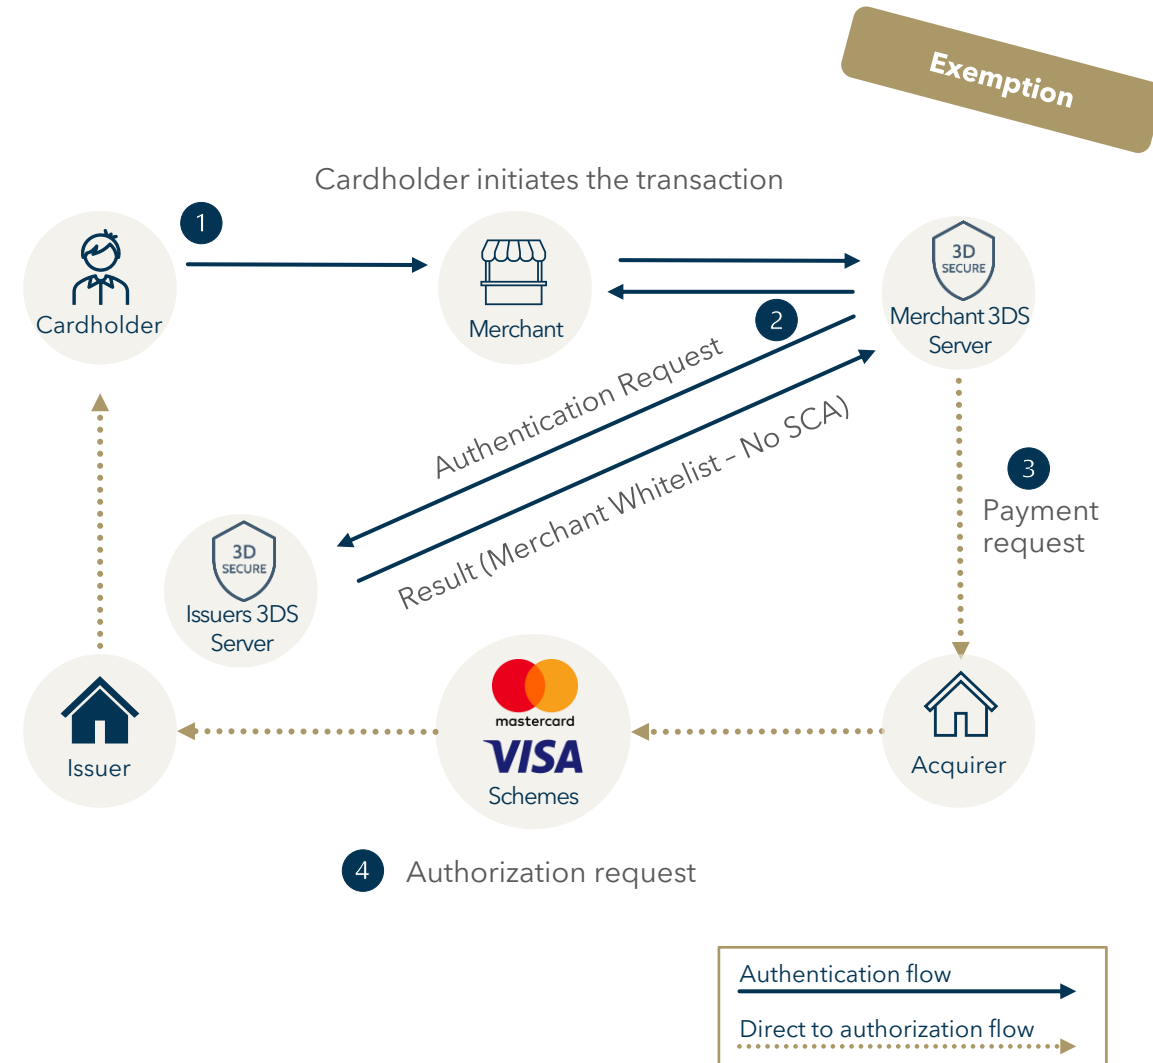 Exemption
Cardholder initiates the transaction
1
Cardholder
Merchant
3D
SECURE
Merchant 3DS
Server
2
Authentication Request
Result (Merchant Whitelist – No SCA)
3
Payment
request
3D
SECURE
Issuers 3DS
Server
Issuer
mastercard
VISA
Schemes
Acquirer
4
Authorization request
Authentication flow
Direct to authorization flow